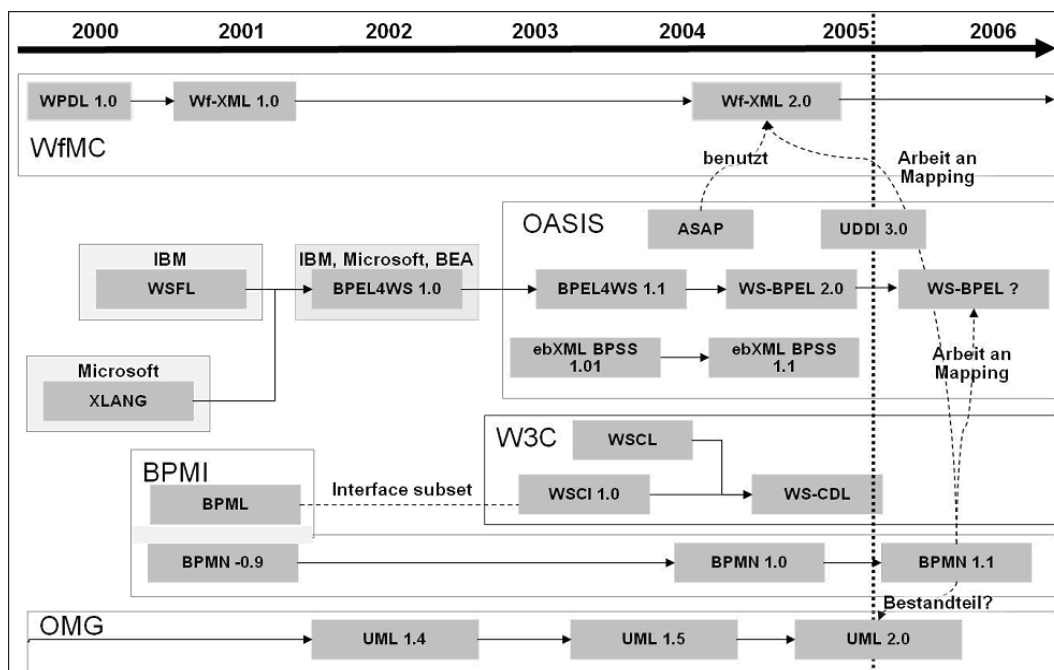 2000 2001 2002 2003 2004 2005 2006
WPDL 1.0
Wf-XML 1.0
Wf-XML 2.0
WfMC
benutzt
Arbeit an
Mapping
OASIS
ASAP
UDDI 3.0
IBM
WSFL
IBM, Microsoft, BEA
BPEL4WS 1.0
BPEL4WS 1.1
WS-BPEL 2.0
WS-BPEL ?
ebXML BPSS
1.01
ebXML BPSS
1.1
Arbeit an
Mapping
Microsoft
XLANG
W3C
WSCL
BPMI
BPML
Interface subset
WSCI 1.0
WS-CDL
BPMN -0.9
BPMN 1.0
BPMN 1.1
Bestandteil?
OMG
UML 1.4
UML 1.5
UML 2.0